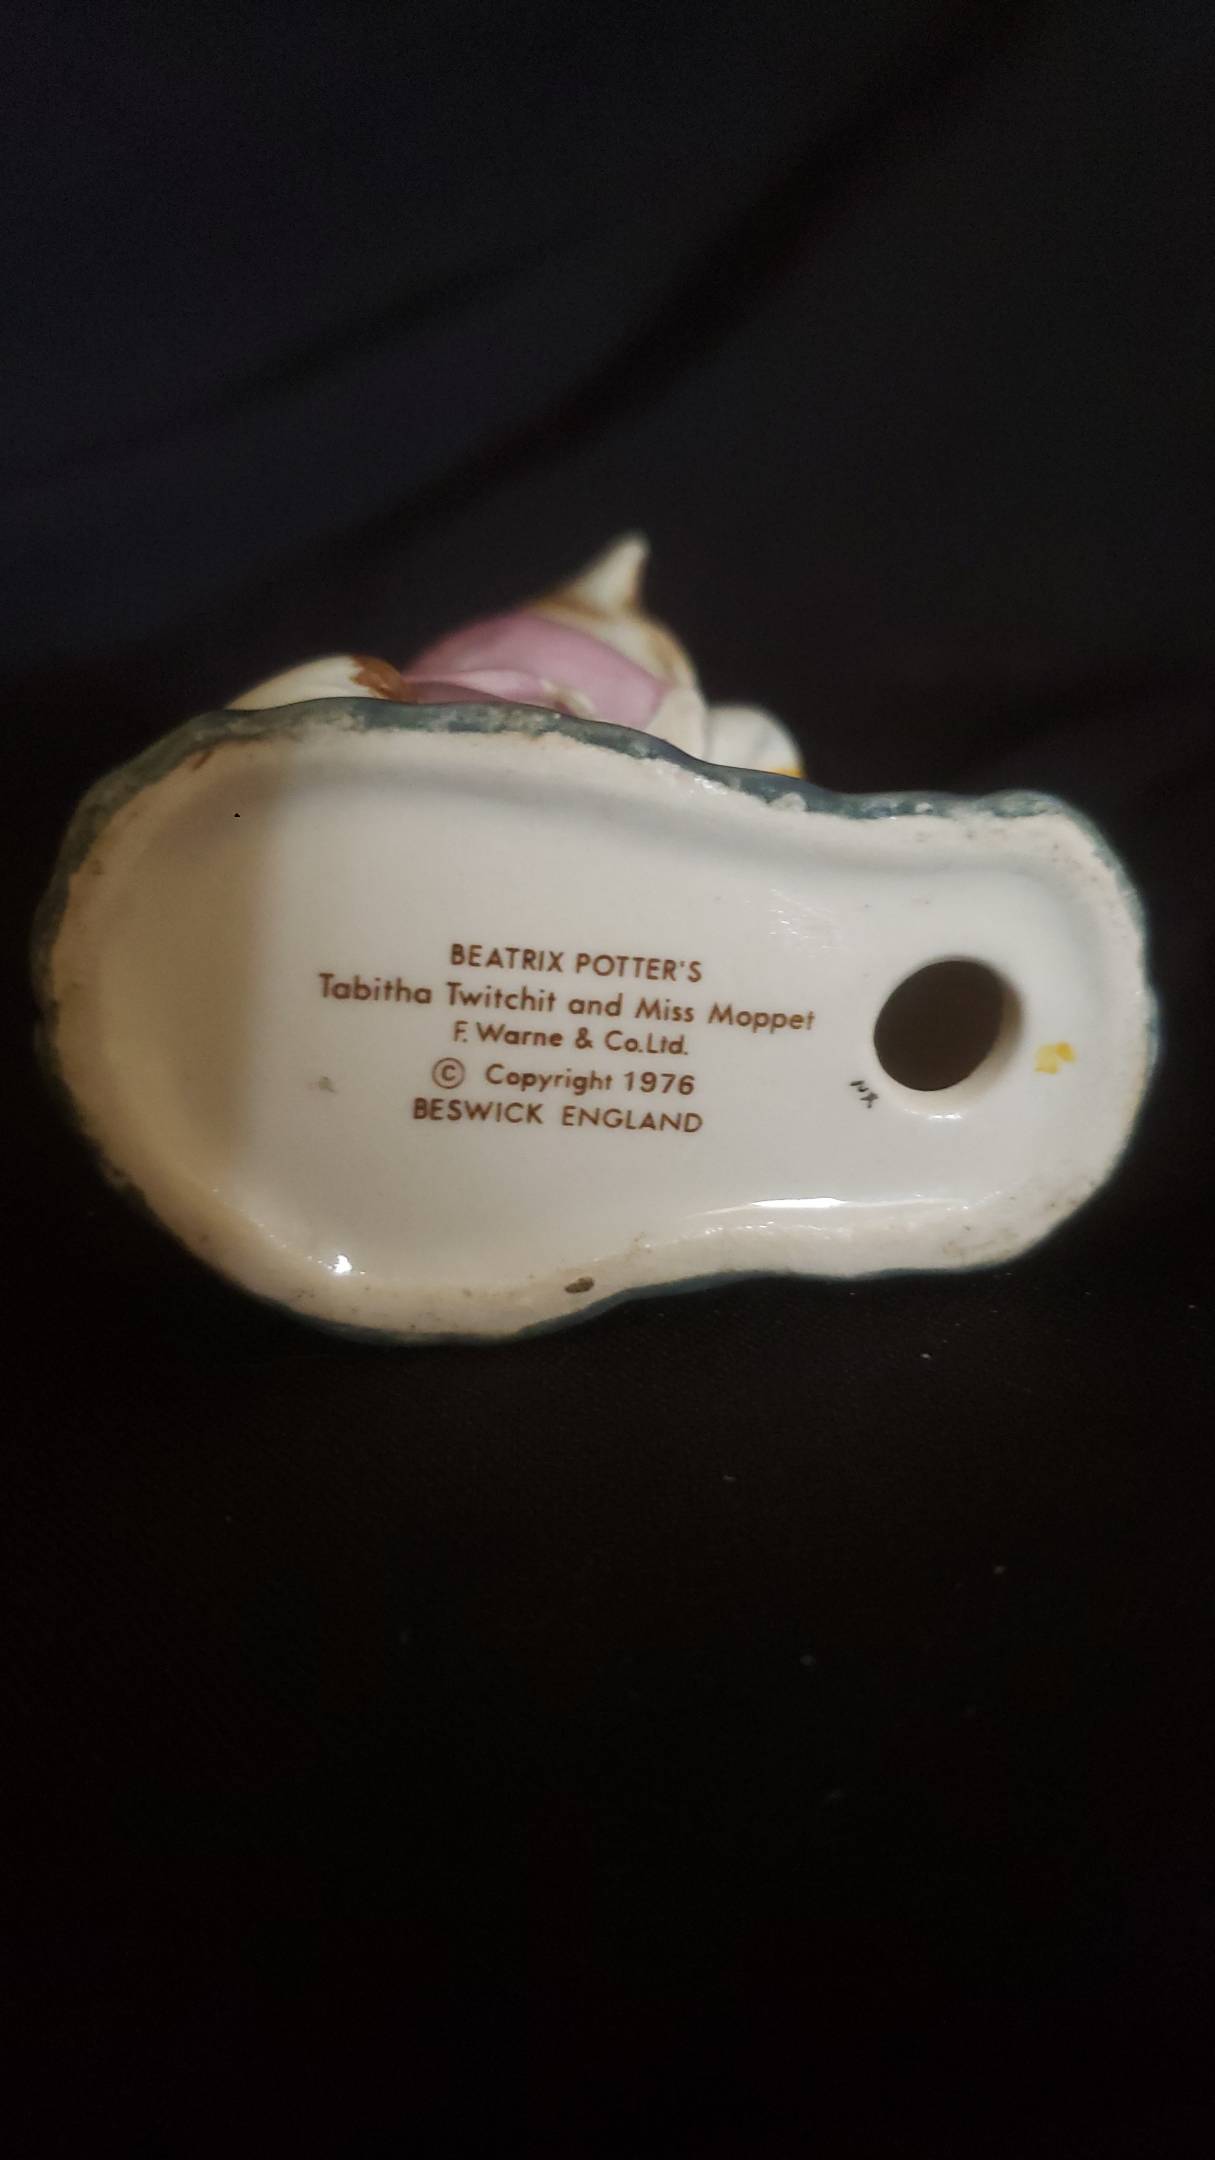 BEATRIX POTTER'S
Tabitha Twitchit and Miss Moppet
F. Warne & Co.Ltd.
© Copyright 1976
BESWICK ENGLAND